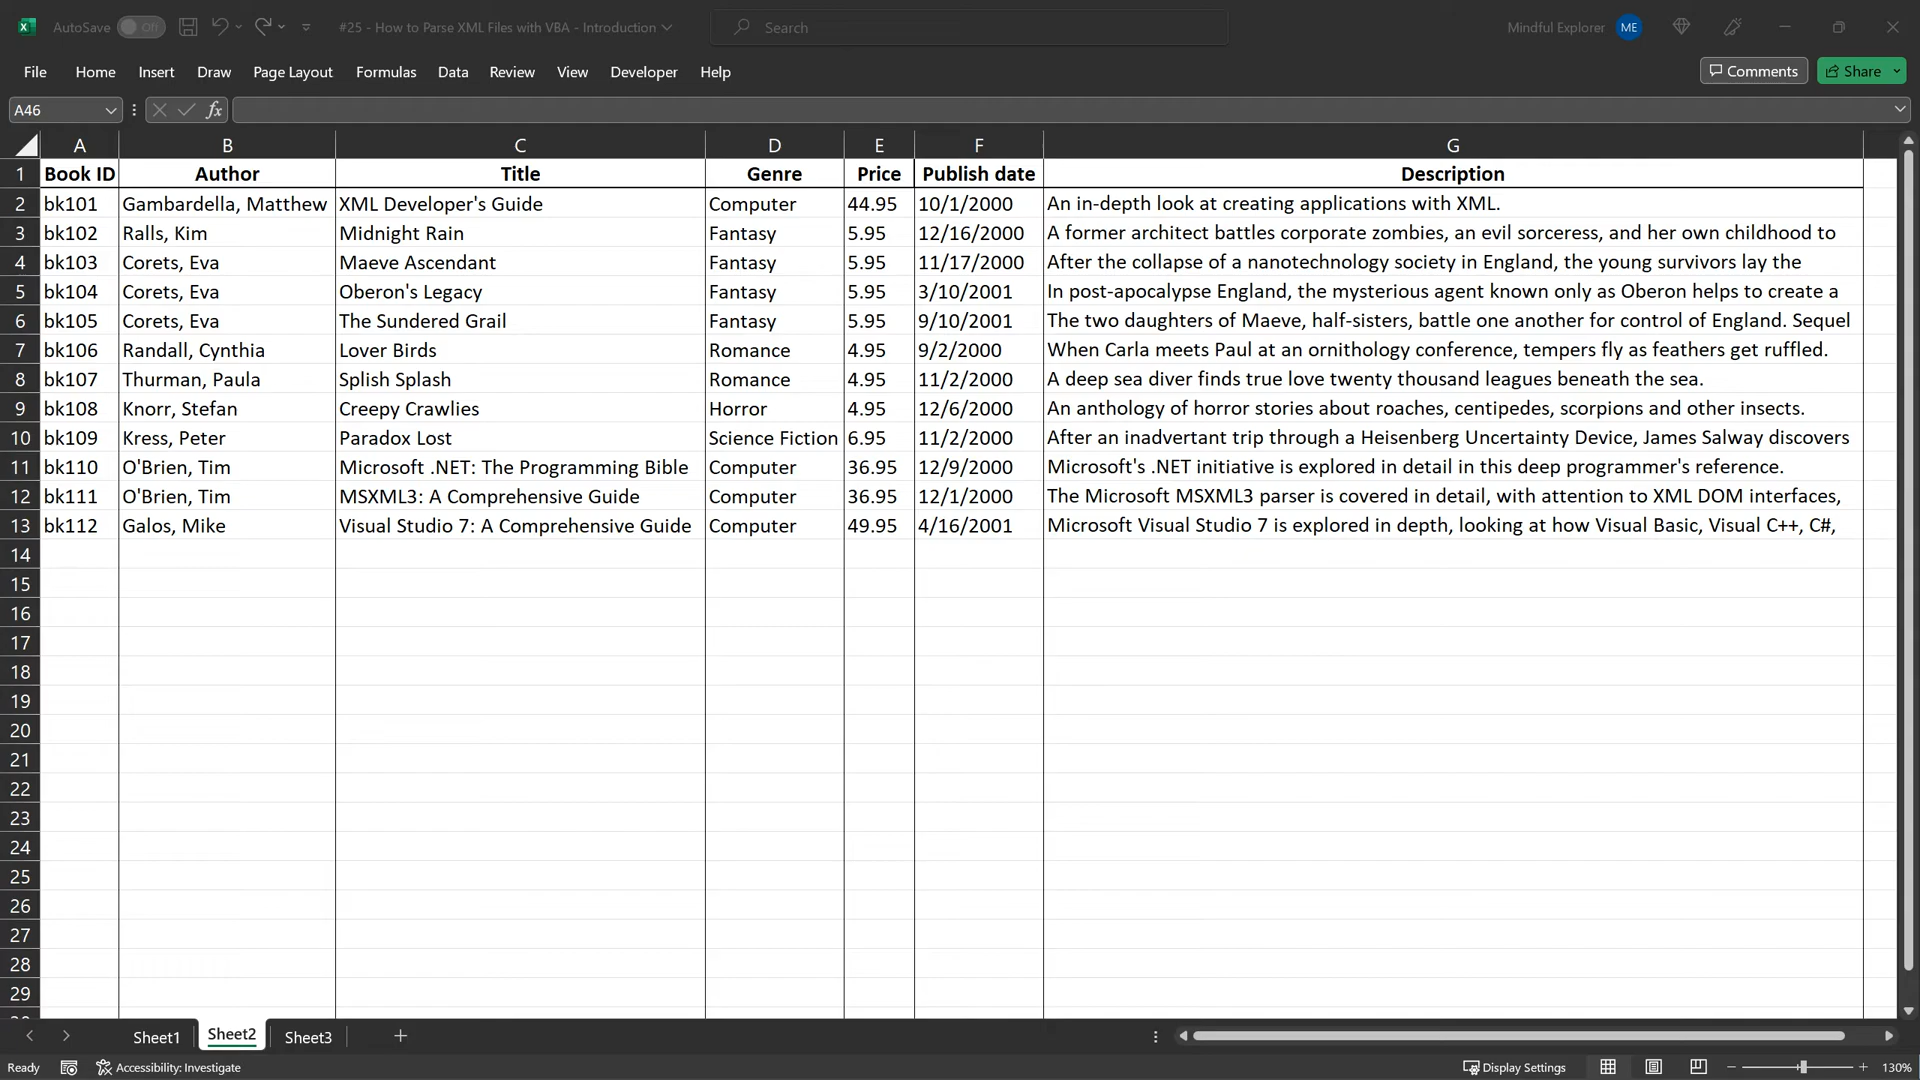 AutoSave Off #25 - How to Parse XML Files with VBA - Introduction Search Mindful Explorer ME
File Home Insert Draw Page Layout Formulas Data Review View Developer Help Comments Share
A46 fx
A B C D E F G
1 Book ID Author Title Genre Price Publish date Description
2 bk101 Gambardella, Matthew XML Developer's Guide Computer 44.95 10/1/2000 An in-depth look at creating applications with XML.
3 bk102 Ralls, Kim Midnight Rain Fantasy 5.95 12/16/2000 A former architect battles corporate zombies, an evil sorceress, and her own childhood to
4 bk103 Corets, Eva Maeve Ascendant Fantasy 5.95 11/17/2000 After the collapse of a nanotechnology society in England, the young survivors lay the
5 bk104 Corets, Eva Oberon's Legacy Fantasy 5.95 3/10/2001 In post-apocalypse England, the mysterious agent known only as Oberon helps to create a
6 bk105 Corets, Eva The Sundered Grail Fantasy 5.95 9/10/2001 The two daughters of Maeve, half-sisters, battle one another for control of England. Sequel
7 bk106 Randall, Cynthia Lover Birds Romance 4.95 9/2/2000 When Carla meets Paul at an ornithology conference, tempers fly as feathers get ruffled.
8 bk107 Thurman, Paula Splish Splash Romance 4.95 11/2/2000 A deep sea diver finds true love twenty thousand leagues beneath the sea.
9 bk108 Knorr, Stefan Creepy Crawlies Horror 4.95 12/6/2000 An anthology of horror stories about roaches, centipedes, scorpions and other insects.
10 bk109 Kress, Peter Paradox Lost Science Fiction 6.95 11/2/2000 After an inadvertant trip through a Heisenberg Uncertainty Device, James Salway discovers
11 bk110 O'Brien, Tim Microsoft .NET: The Programming Bible Computer 36.95 12/9/2000 Microsoft's .NET initiative is explored in detail in this deep programmer's reference.
12 bk111 O'Brien, Tim MSXML3: A Comprehensive Guide Computer 36.95 12/1/2000 The Microsoft MSXML3 parser is covered in detail, with attention to XML DOM interfaces,
13 bk112 Galos, Mike Visual Studio 7: A Comprehensive Guide Computer 49.95 4/16/2001 Microsoft Visual Studio 7 is explored in depth, looking at how Visual Basic, Visual C++, C#,
14
15
16
17
18
19
20
21
22
23
24
25
26
27
28
29
Sheet1 Sheet2 Sheet3
Ready Accessibility: Investigate Display Settings 130%